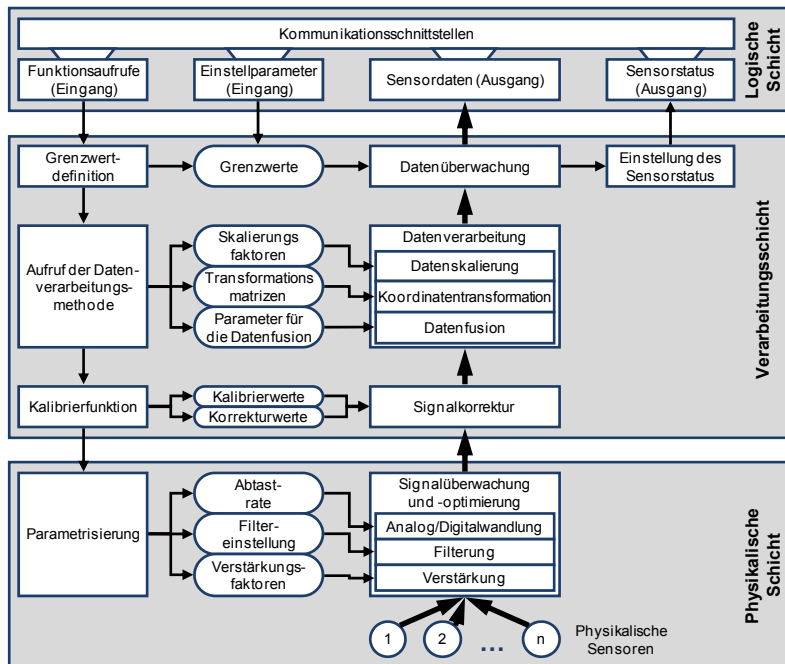 Kommunikationsschnittstellen
Funktionsaufrufe
(Eingang)
Einstellparameter
(Eingang)
Sensordaten (Ausgang)
Sensorstatus
(Ausgang)
Logische
Schicht
Grenzwert-
definition
Grenzwerte
Datenüberwachung
Einstellung des
Sensorstatus
Aufruf der Daten-
verarbeitungs-
methode
Skalierungs
faktoren
Transformations
matrizen
Parameter für
die Datenfusion
Datenverarbeitung
Datenskalierung
Koordinatentransformation
Datenfusion
Kalibrierfunktion
Kalibrierwerte
Korrekturwerte
Signalkorrektur
Verarbeitungsschicht
Parametrisierung
Abtast-
rate
Filter-
einstellung
Verstärkungs-
faktoren
Signalüberwachung
und -optimierung
Analog/Digitalwandlung
Filterung
Verstärkung
1
2
...
n
Physikalische
Sensoren
Physikalische
Schicht